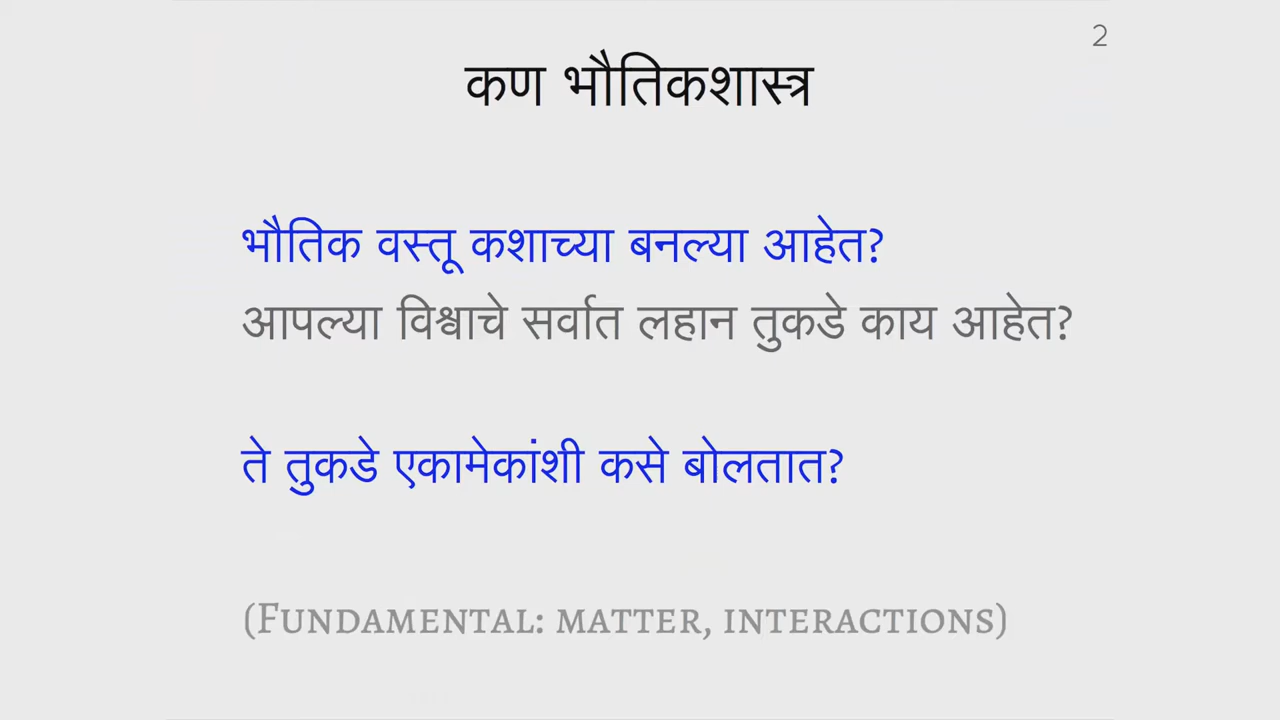 2
कण भौतिकशास्त्र
भौतिक वस्तू कशाच्या बनल्या आहेत?
आपल्या विश्वाचे सर्वात लहान तुकडे काय आहेत?
ते तुकडे एकामेकांशी कसे बोलतात?
(Fundamental: matter, interactions)